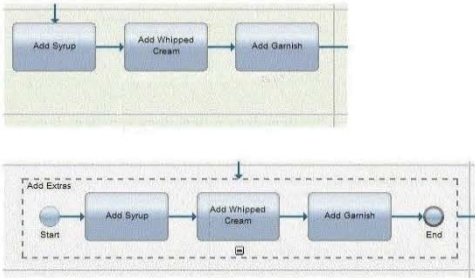 Add Syrup
Add Whipped
Cream
Add Garnish
Add Extras
Start
Add Syrup
Add Whipped
Cream
Add Garnish
End